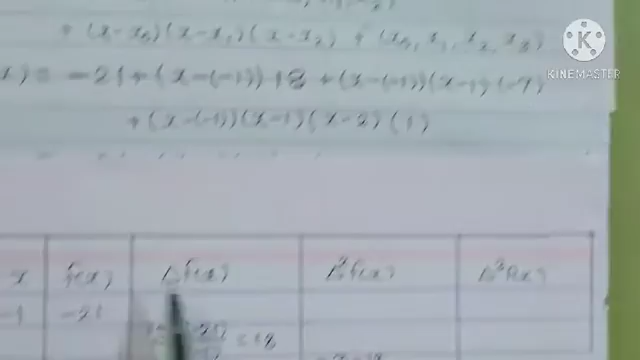 + (x-x₀)(x-x₁)(x-x₂) + (x₀, x₁, x₂, x₃)
KINEMASTER
x) = -21 + (x-(-1)) 18 + (x-(-1))(x-1)(-7)
+ (x-(-1))(x-1)(x-2)(1)
x f(x) Δf(x) Δ²f(x) Δ³f(x)
-1 -21
= 18